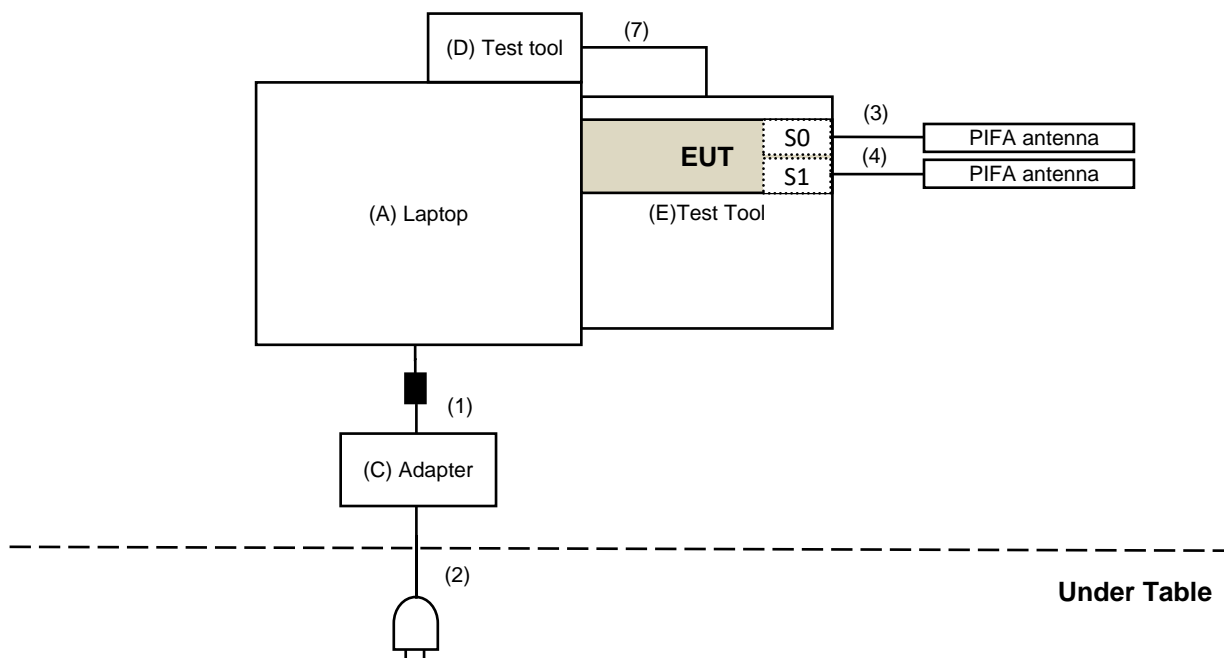 (D) Test tool
(7)
(3)
S0
PIFA antenna
EUT
(4)
S1
PIFA antenna
(A) Laptop
(E)Test Tool
(1)
(C) Adapter
(2)
Under Table